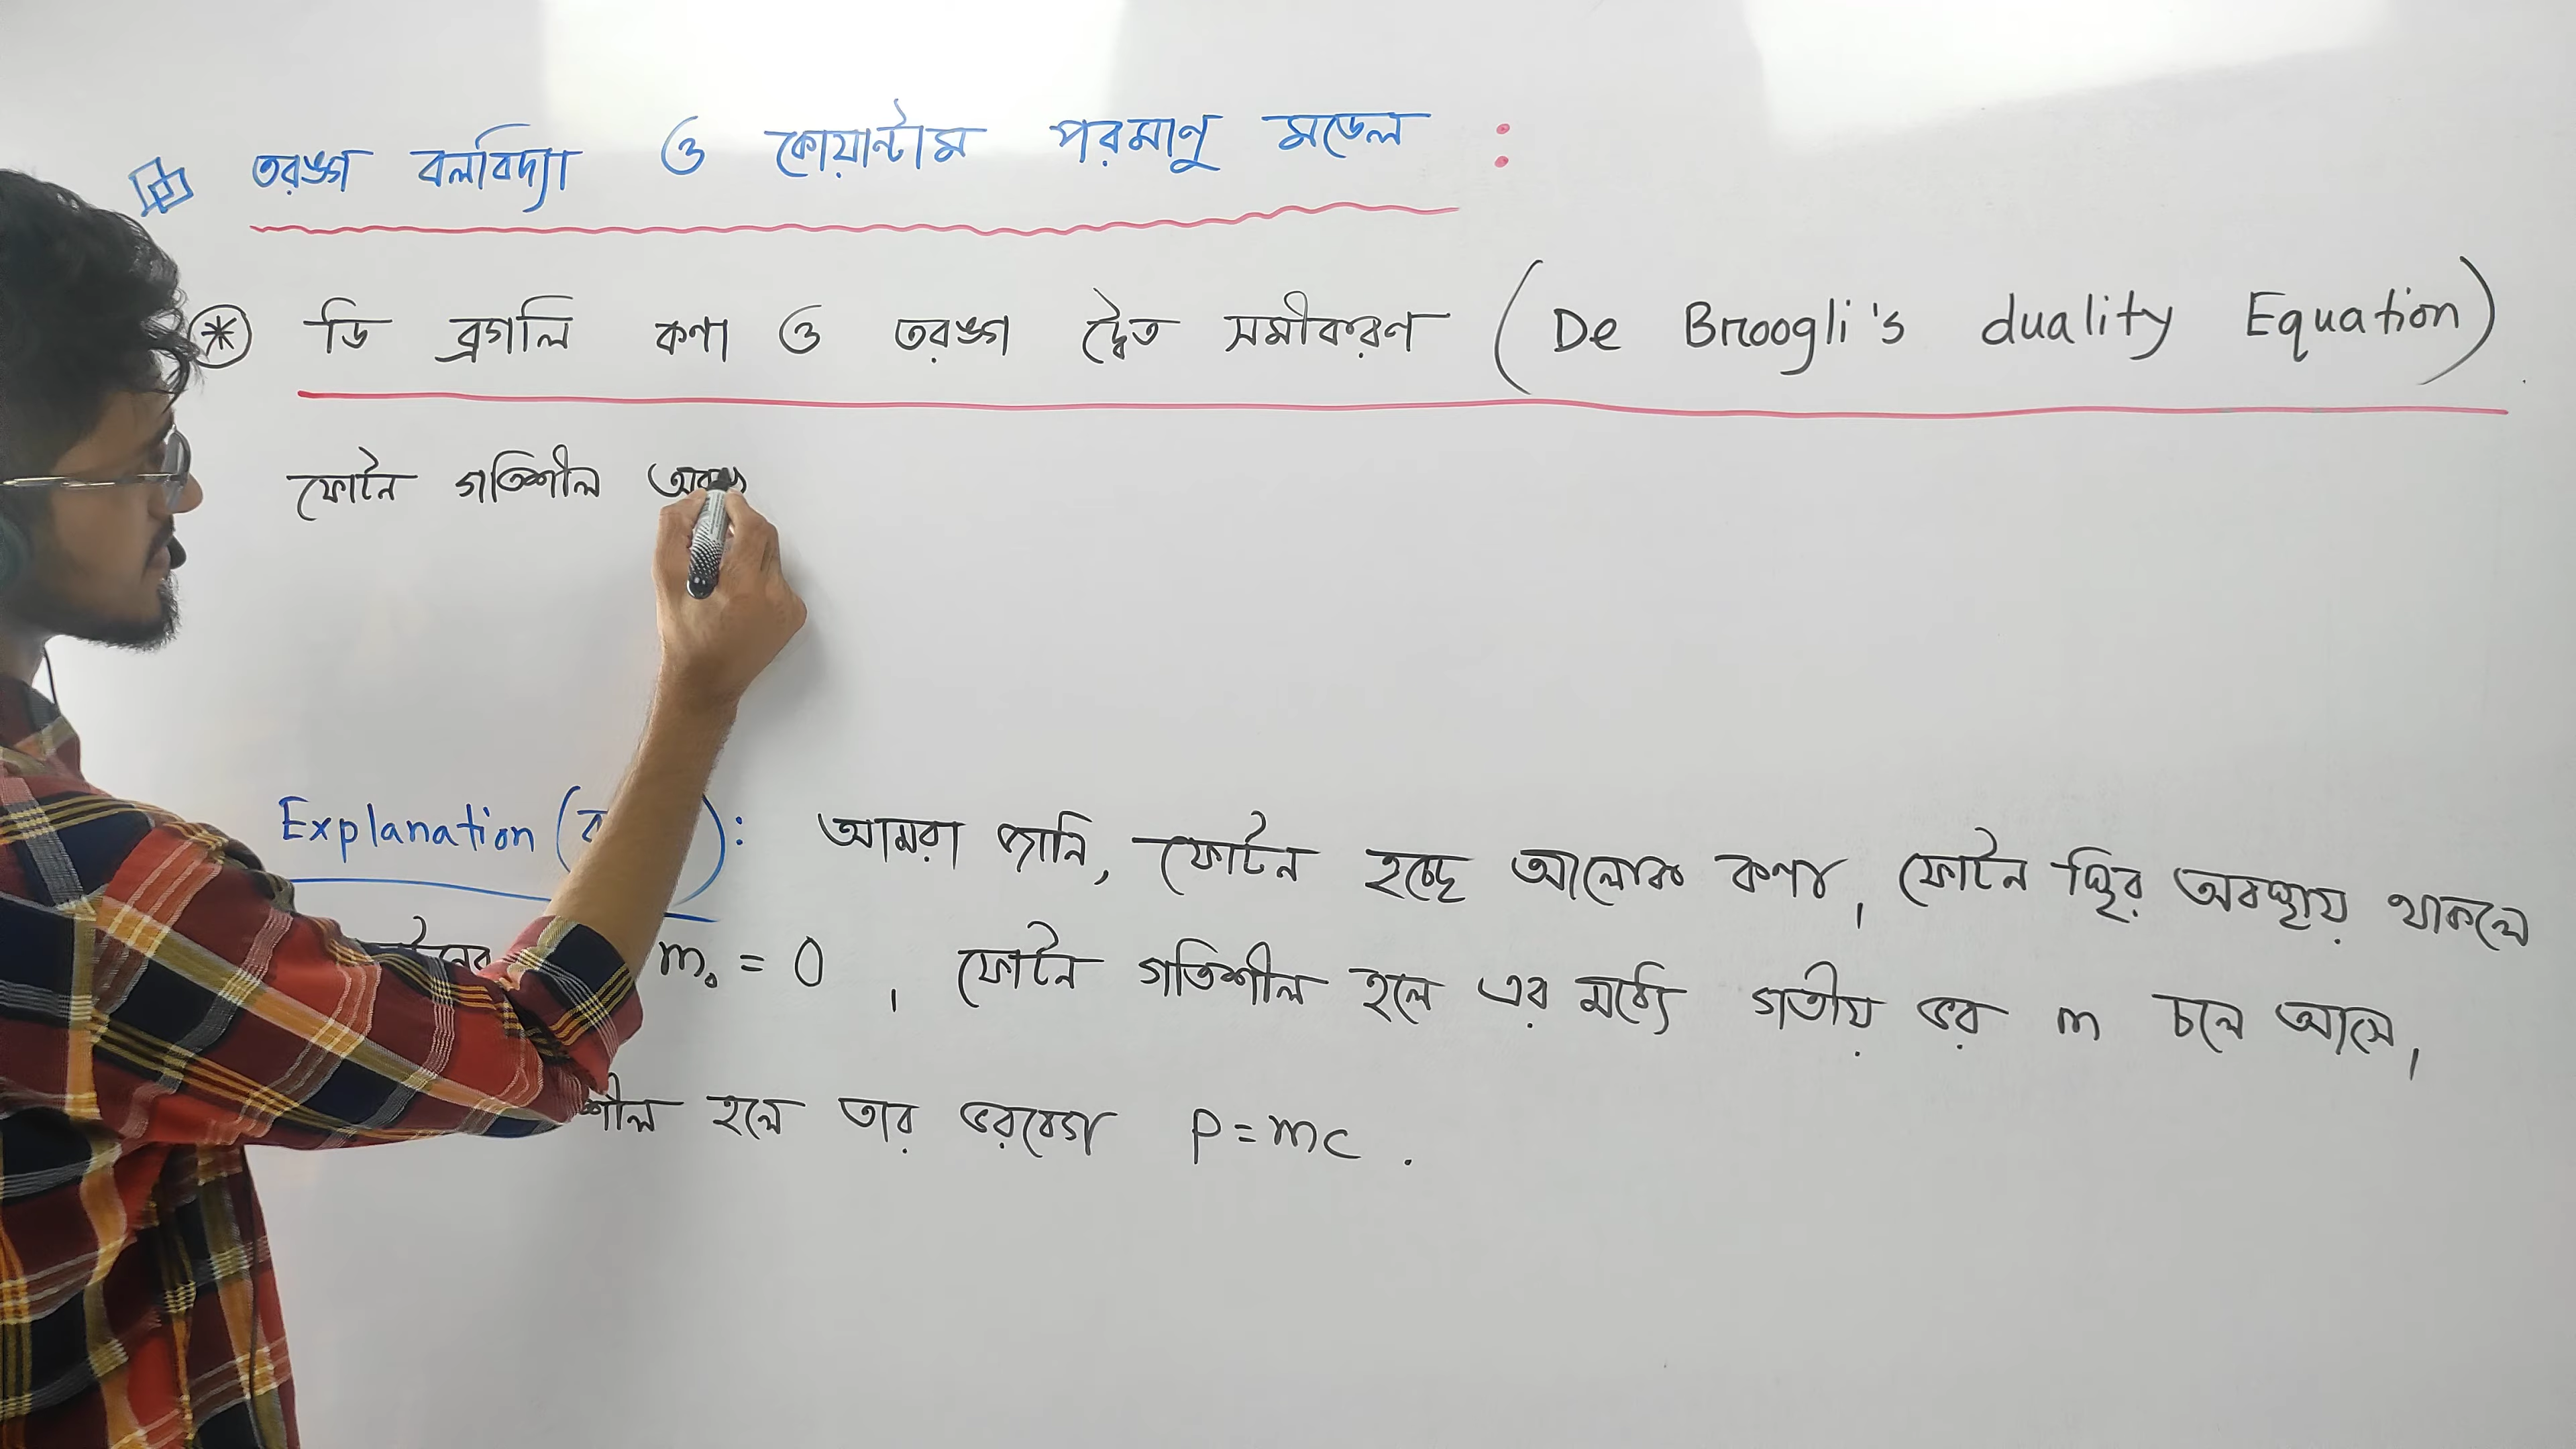 তরঙ্গ বলবিদ্যা ও কোয়ান্টাম পরমানু মডেল :
ডি ব্রগলি কণা ও তরঙ্গ দ্বৈত সমীকরণ (De Broogli's duality Equation)
ফোটন গতিশীল
Explanation ( ): আমরা জানি, ফোটন হচ্ছে আলোক কণা, ফোটন স্থির অবস্থায় থাকলে
m₀ = 0 , ফোটন গতিশীল হলে এর মধ্যে গতীয় ভর m চলে আসে,
হলে তার ভরবেগ P = mc .